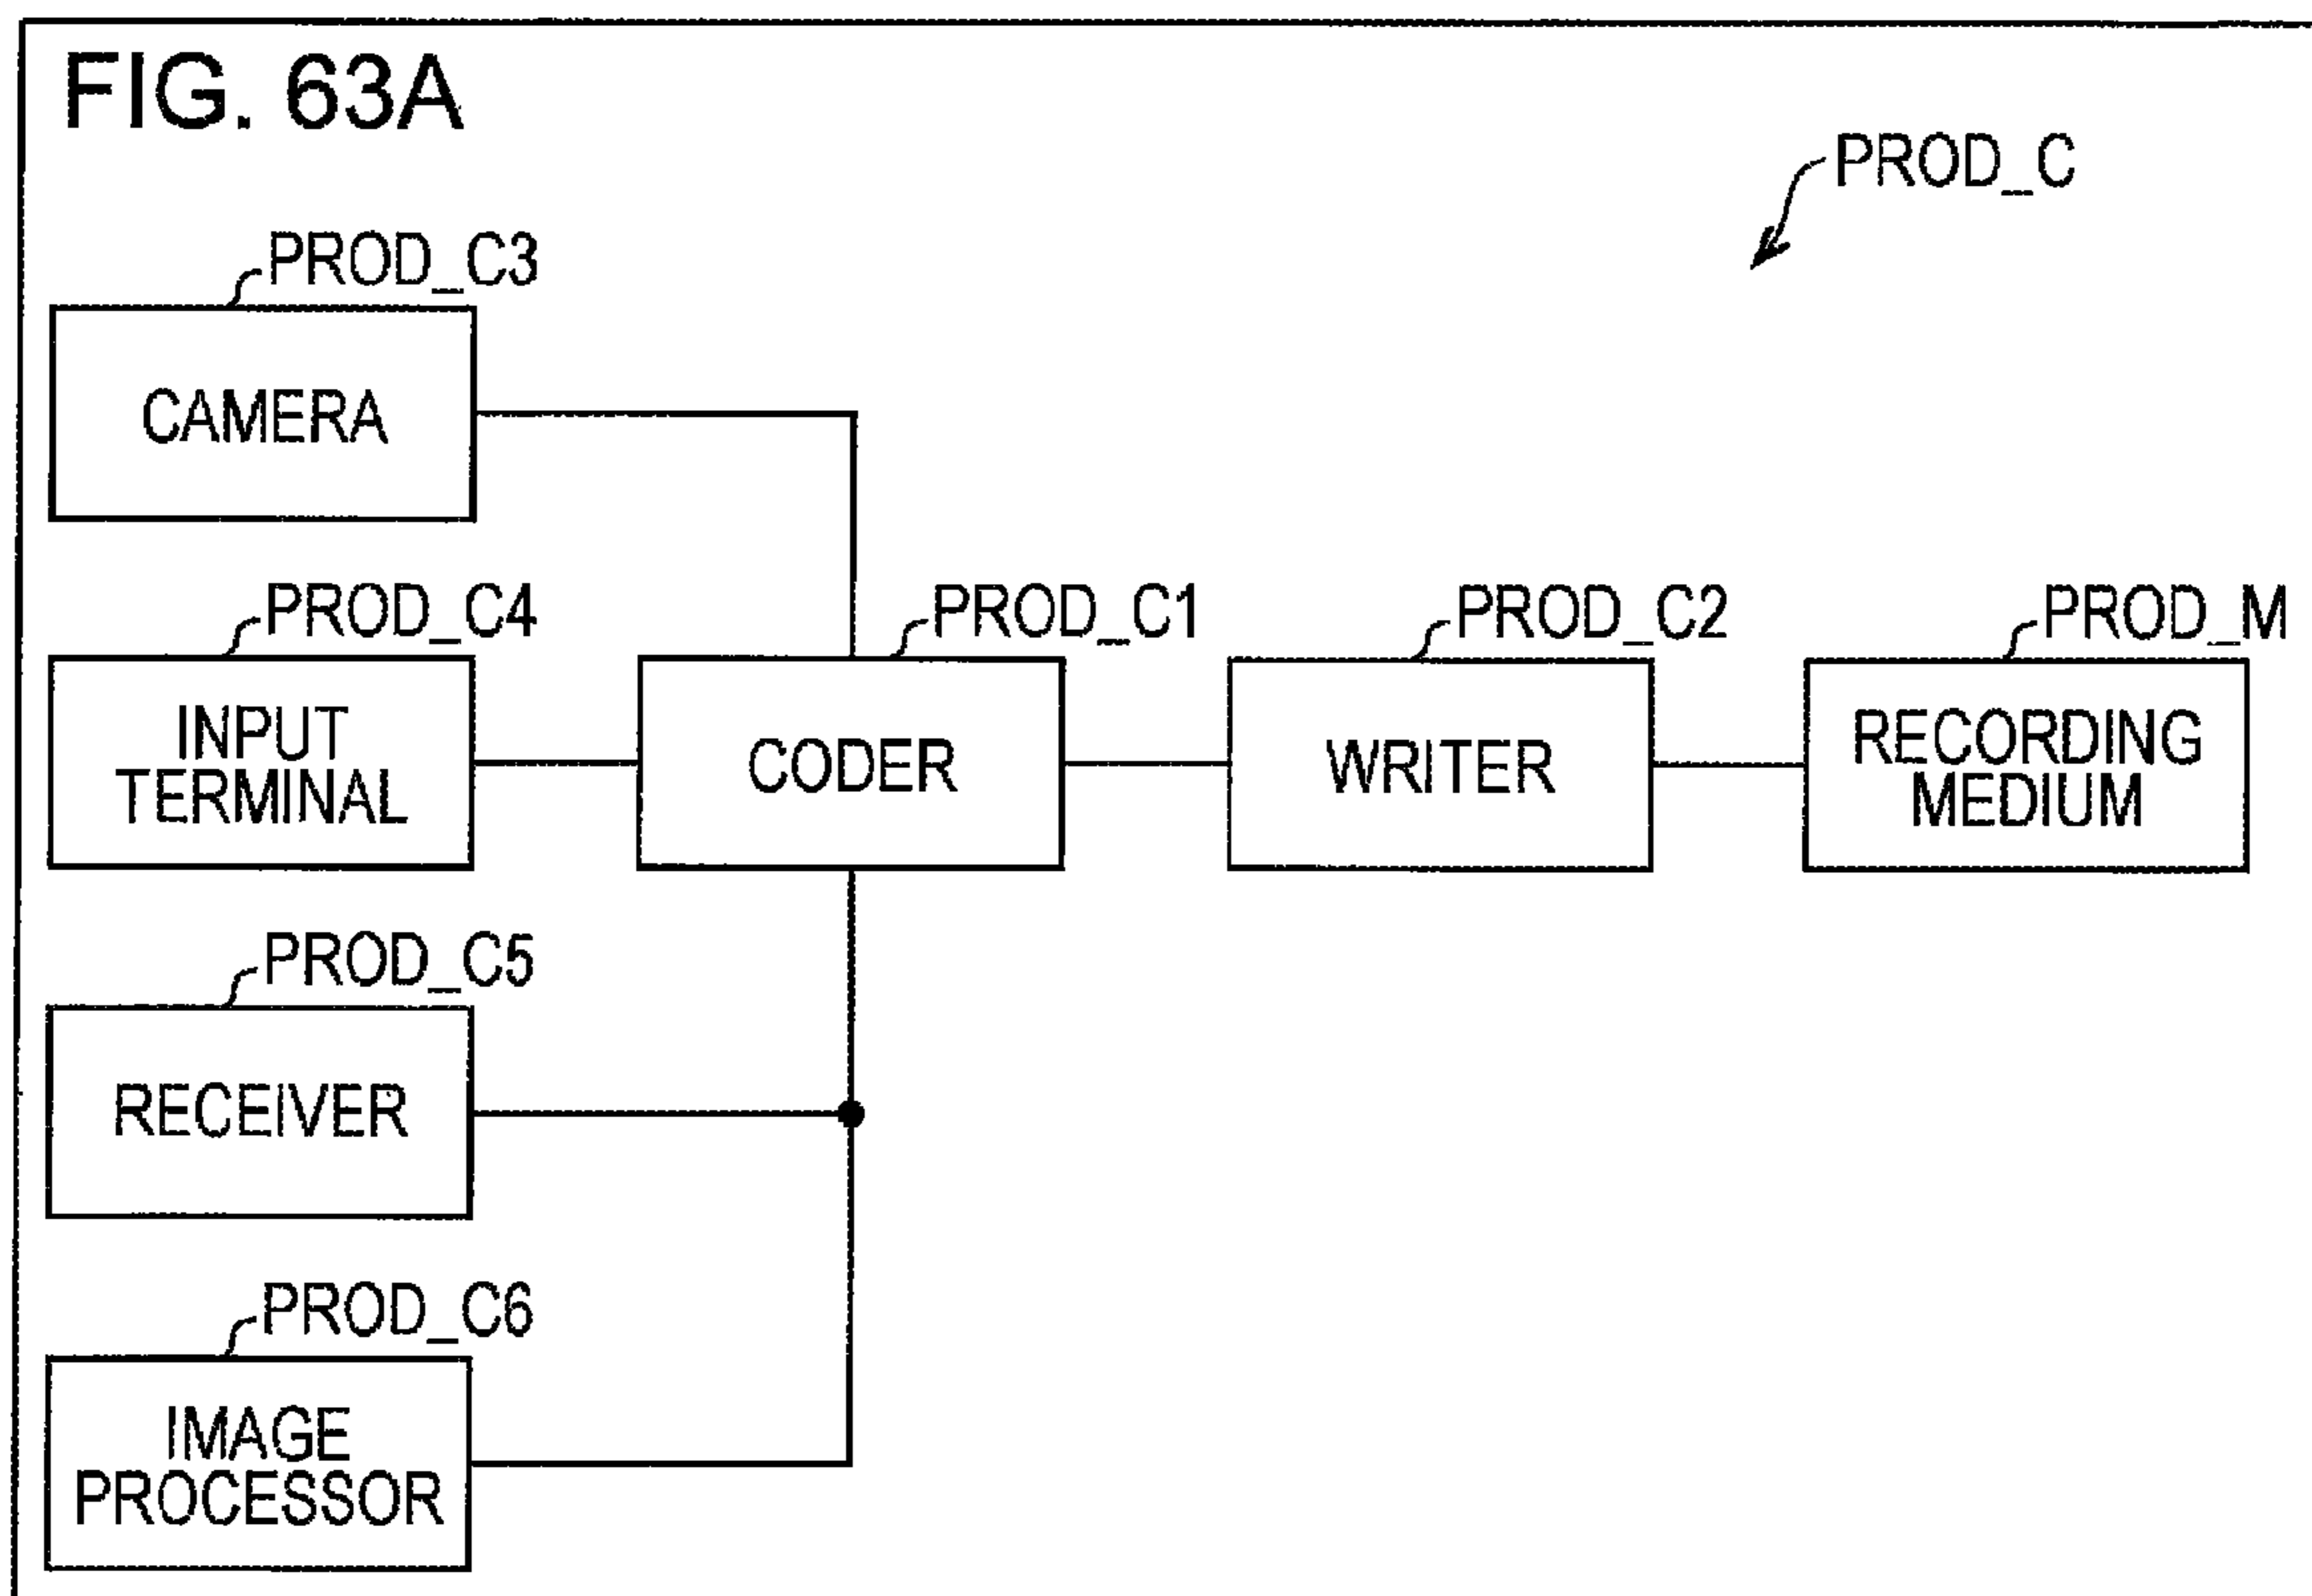 FIG. 63A
PROD_C
PROD_C3
CAMERA
PROD_C4
INPUT
TERMINAL
PROD_C1
CODER
PROD_C2
WRITER
PROD_M
RECORDING
MEDIUM
PROD_C5
RECEIVER
PROD_C6
IMAGE
PROCESSOR